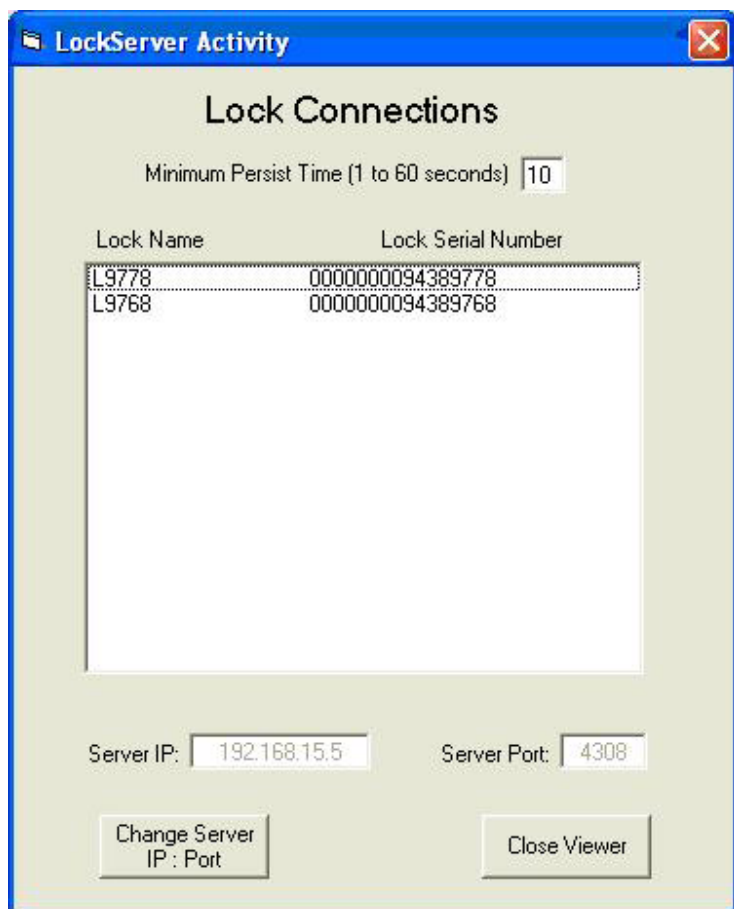 LockServer Activity
Lock Connections
Minimum Persist Time (1 to 60 seconds) 10
Lock Name Lock Serial Number
L9778 0000000094389778
L9768 0000000094389768
Server IP: 192.168.15.5 Server Port: 4308
Change Server
IP : Port
Close Viewer